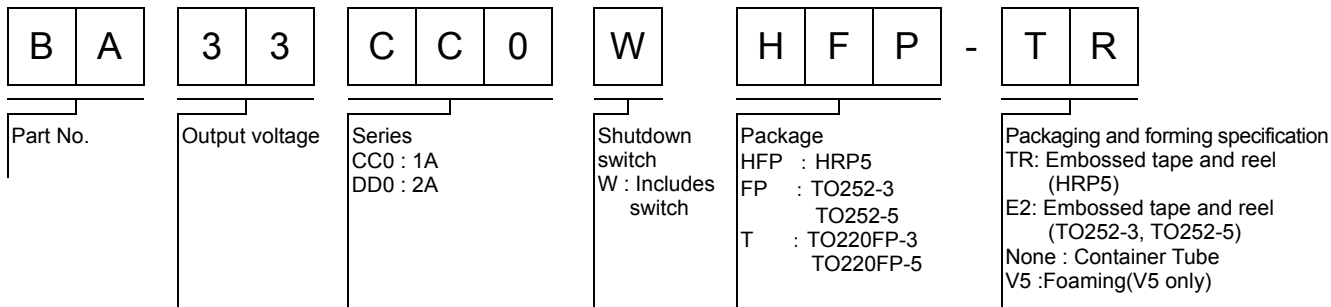 B A 3 3 C C 0 W H F P - T R
Part No.
Output voltage
Series
CC0 : 1A
DD0 : 2A
Shutdown
switch
W : Includes
switch
Package
HFP : HRP5
FP : TO252-3
TO252-5
T : TO220FP-3
TO220FP-5
Packaging and forming specification
TR: Embossed tape and reel
(HRP5)
E2: Embossed tape and reel
(TO252-3, TO252-5)
None : Container Tube
V5 :Foaming(V5 only)